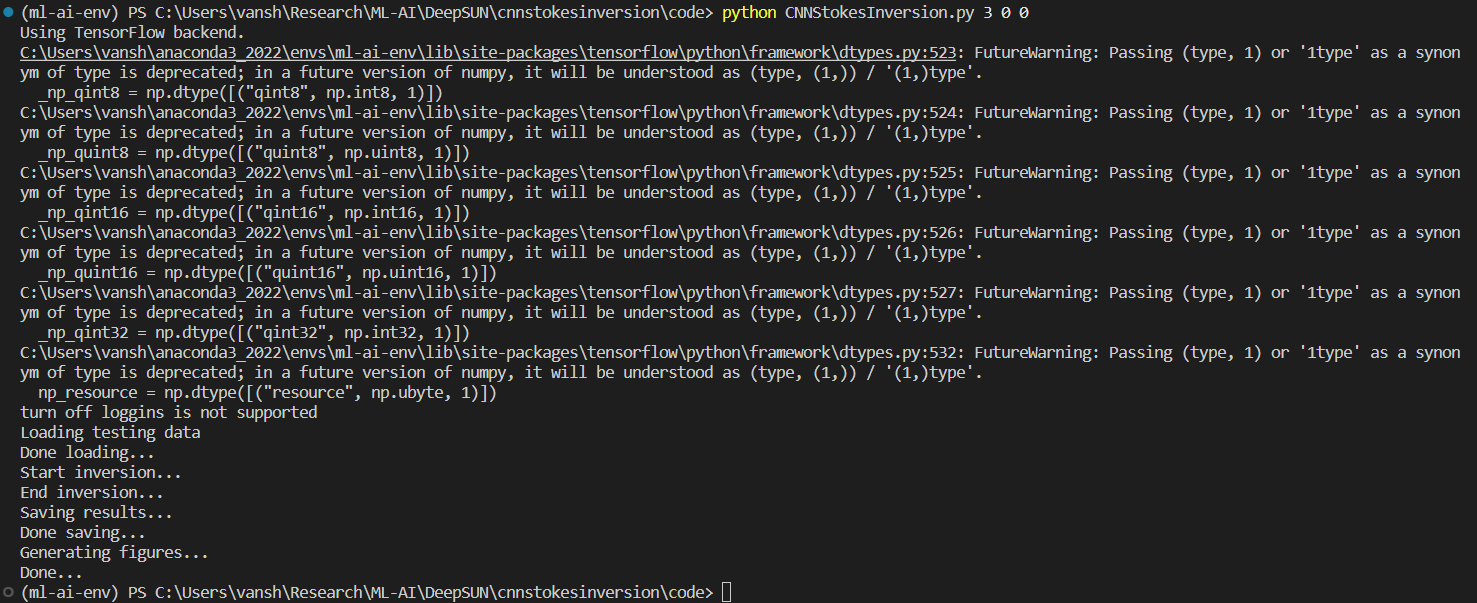 (ml-ai-env) PS C:\Users\vansh\Research\ML-AI\DeepSUN\cnnstokesinversion\code> python CNNStokesInversion.py 3 0 0
Using TensorFlow backend.
C:\Users\vansh\anaconda3_2022\envs\ml-ai-env\lib\site-packages\tensorflow\python\framework\dtypes.py:523: FutureWarning: Passing (type, 1) or '1type' as a synon
ym of type is deprecated; in a future version of numpy, it will be understood as (type, (1,)) / '(1,)type'.
  _np_qint8 = np.dtype([("qint8", np.int8, 1)])
C:\Users\vansh\anaconda3_2022\envs\ml-ai-env\lib\site-packages\tensorflow\python\framework\dtypes.py:524: FutureWarning: Passing (type, 1) or '1type' as a synon
ym of type is deprecated; in a future version of numpy, it will be understood as (type, (1,)) / '(1,)type'.
  _np_quint8 = np.dtype([("quint8", np.uint8, 1)])
C:\Users\vansh\anaconda3_2022\envs\ml-ai-env\lib\site-packages\tensorflow\python\framework\dtypes.py:525: FutureWarning: Passing (type, 1) or '1type' as a synon
ym of type is deprecated; in a future version of numpy, it will be understood as (type, (1,)) / '(1,)type'.
  _np_qint16 = np.dtype([("qint16", np.int16, 1)])
C:\Users\vansh\anaconda3_2022\envs\ml-ai-env\lib\site-packages\tensorflow\python\framework\dtypes.py:526: FutureWarning: Passing (type, 1) or '1type' as a synon
ym of type is deprecated; in a future version of numpy, it will be understood as (type, (1,)) / '(1,)type'.
  _np_quint16 = np.dtype([("quint16", np.uint16, 1)])
C:\Users\vansh\anaconda3_2022\envs\ml-ai-env\lib\site-packages\tensorflow\python\framework\dtypes.py:527: FutureWarning: Passing (type, 1) or '1type' as a synon
ym of type is deprecated; in a future version of numpy, it will be understood as (type, (1,)) / '(1,)type'.
  _np_qint32 = np.dtype([("qint32", np.int32, 1)])
C:\Users\vansh\anaconda3_2022\envs\ml-ai-env\lib\site-packages\tensorflow\python\framework\dtypes.py:532: FutureWarning: Passing (type, 1) or '1type' as a synon
ym of type is deprecated; in a future version of numpy, it will be understood as (type, (1,)) / '(1,)type'.
  np_resource = np.dtype([("resource", np.ubyte, 1)])
turn off loggins is not supported
Loading testing data
Done loading...
Start inversion...
End inversion...
Saving results...
Done saving...
Generating figures...
Done...
(ml-ai-env) PS C:\Users\vansh\Research\ML-AI\DeepSUN\cnnstokesinversion\code>